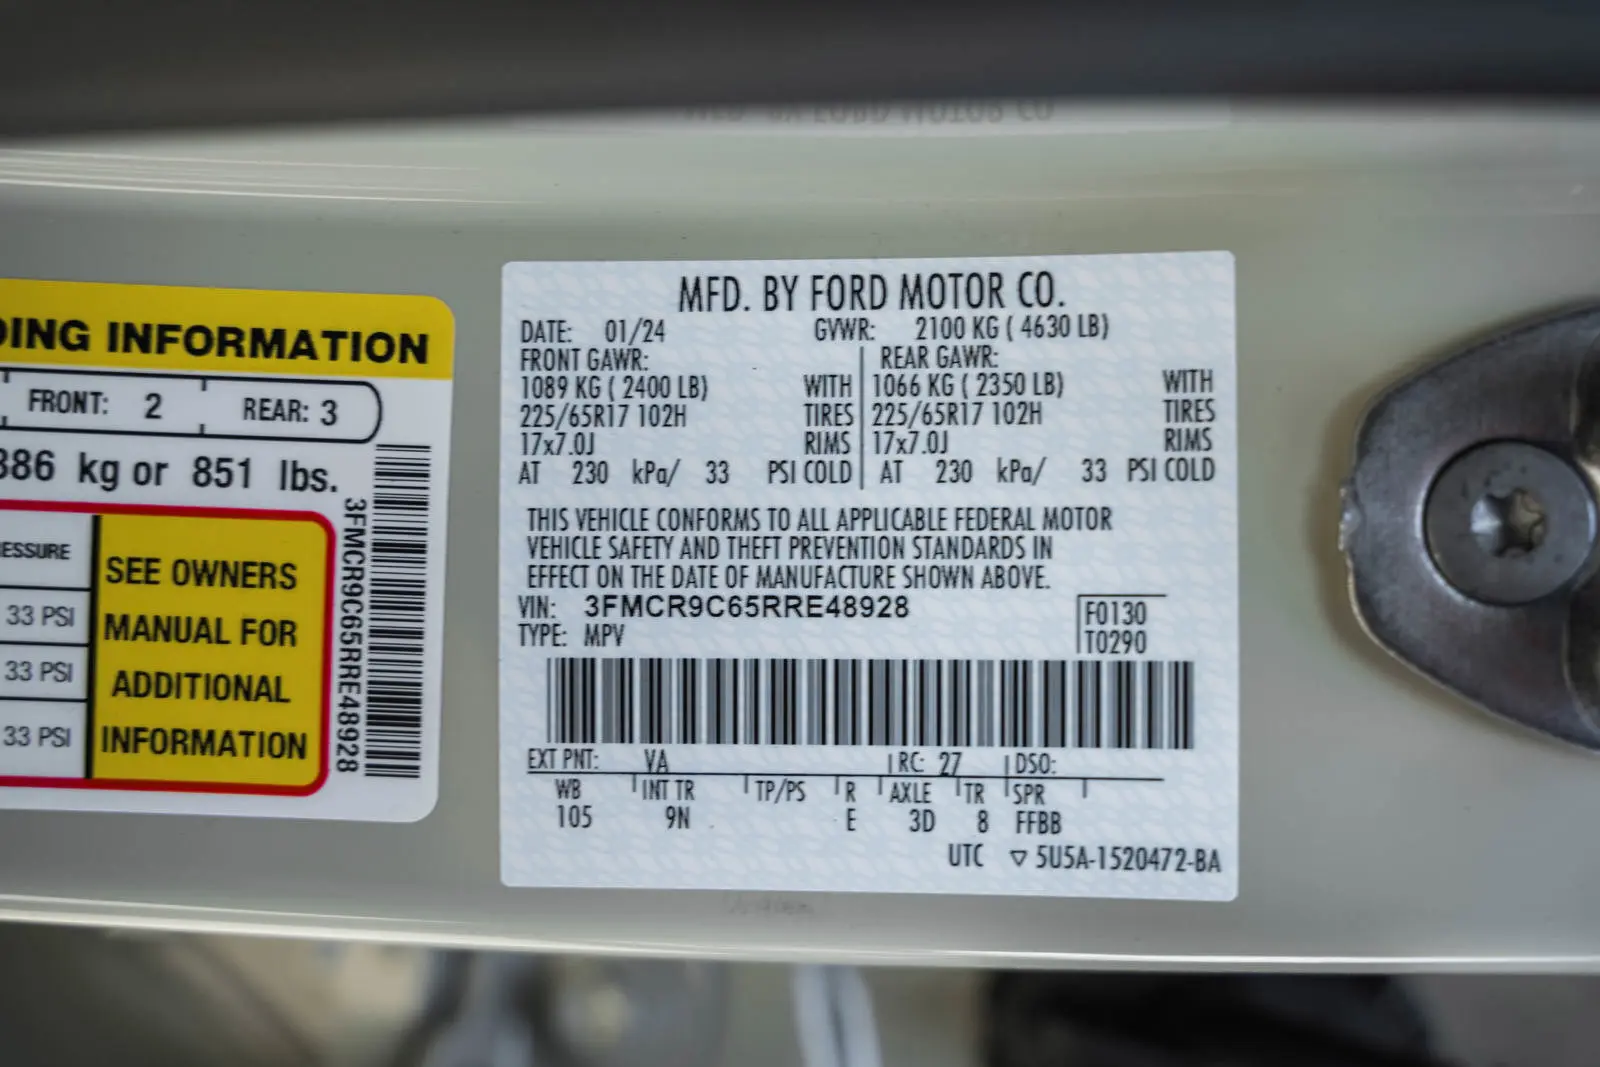 DING INFORMATION
FRONT: 2 REAR: 3
386 kg or 851 lbs.
ESSURE
33 PSI
33 PSI
33 PSI
SEE OWNERS
MANUAL FOR
ADDITIONAL
INFORMATION
3FMCR9C65RRE48928
MFD. BY FORD MOTOR CO.
DATE: 01/24 GVWR: 2100 KG ( 4630 LB)
FRONT GAWR: REAR GAWR:
1089 KG ( 2400 LB) WITH 1066 KG ( 2350 LB) WITH
225/65R17 102H TIRES 225/65R17 102H TIRES
17x7.0J RIMS 17x7.0J RIMS
AT 230 kPa/ 33 PSI COLD AT 230 kPa/ 33 PSI COLD
THIS VEHICLE CONFORMS TO ALL APPLICABLE FEDERAL MOTOR
VEHICLE SAFETY AND THEFT PREVENTION STANDARDS IN
EFFECT ON THE DATE OF MANUFACTURE SHOWN ABOVE.
VIN: 3FMCR9C65RRE48928 F0130
TYPE: MPV T0290
EXT PNT: VA RC: 27 DSO:
WB INT TR TP/PS R AXLE TR SPR
105 9N E 3D 8 FFBB
UTC ▽ 5U5A-1520472-BA